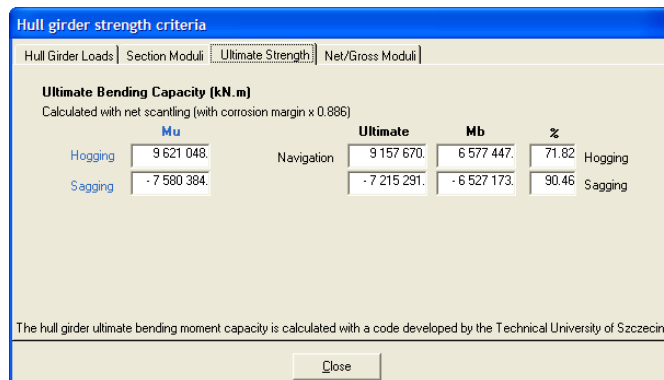 Hull girder strength criteria
Hull Girder Loads Section Moduli Ultimate Strength Net/Gross Moduli
Ultimate Bending Capacity (kN.m)
Calculated with net scantling (with corrosion margin x 0.886)
Mu Ultimate Mb %
Hogging 9 621 048. Navigation 9 157 670. 6 577 447. 71.82 Hogging
Sagging - 7 580 384. - 7 215 291. - 6 527 173. 90.46 Sagging
The hull girder ultimate bending moment capacity is calculated with a code developed by the Technical University of Szczecin
Close